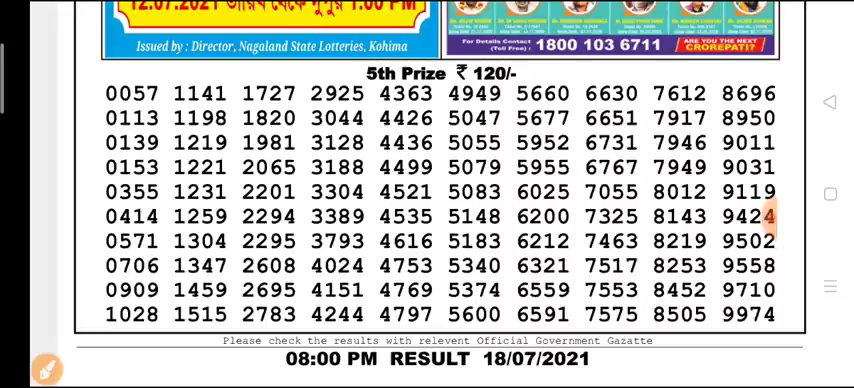 12.07.2021 তারিখ থেকে দুপুর 1:00 PM
Issued by : Director, Nagaland State Lotteries, Kohima
For Details Contact (Toll Free) : 1800 103 6711
ARE YOU THE NEXT CROREPATI?
5th Prize ₹ 120/-
0057 1141 1727 2925 4363 4949 5660 6630 7612 8696
0113 1198 1820 3044 4426 5047 5677 6651 7917 8950
0139 1219 1981 3128 4436 5055 5952 6731 7946 9011
0153 1221 2065 3188 4499 5079 5955 6767 7949 9031
0355 1231 2201 3304 4521 5083 6025 7055 8012 9119
0414 1259 2294 3389 4535 5148 6200 7325 8143 9424
0571 1304 2295 3793 4616 5183 6212 7463 8219 9502
0706 1347 2608 4024 4753 5340 6321 7517 8253 9558
0909 1459 2695 4151 4769 5374 6559 7553 8452 9710
1028 1515 2783 4244 4797 5600 6591 7575 8505 9974
Please check the results with relevent Official Government Gazatte
08:00 PM RESULT 18/07/2021